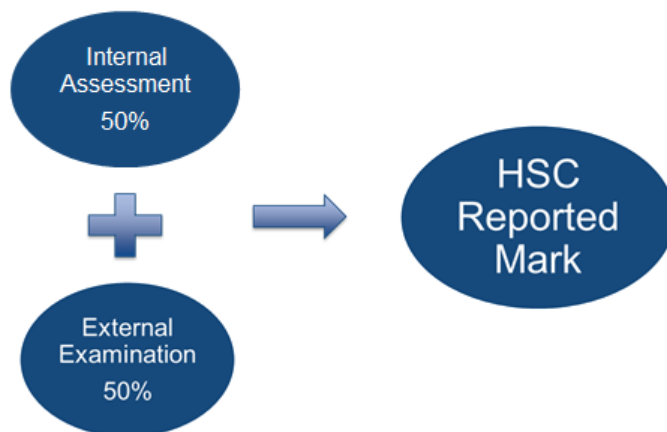 Internal
Assessment
50%
External
Examination
50%
HSC
Reported
Mark